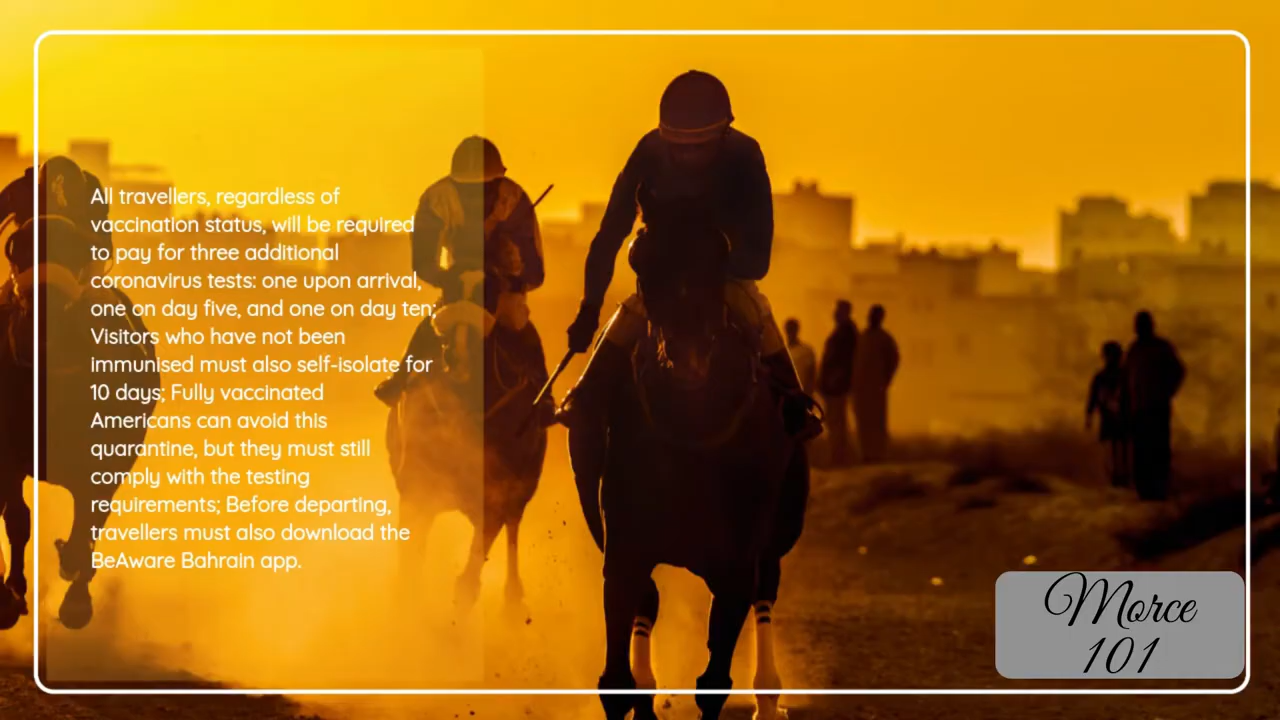 All travellers, regardless of
vaccination status, will be required
to pay for three additional
coronavirus tests: one upon arrival,
one on day five, and one on day ten;
Visitors who have not been
immunised must also self-isolate for
10 days; Fully vaccinated
Americans can avoid this
quarantine, but they must still
comply with the testing
requirements; Before departing,
travellers must also download the
BeAware Bahrain app.
Morce
101